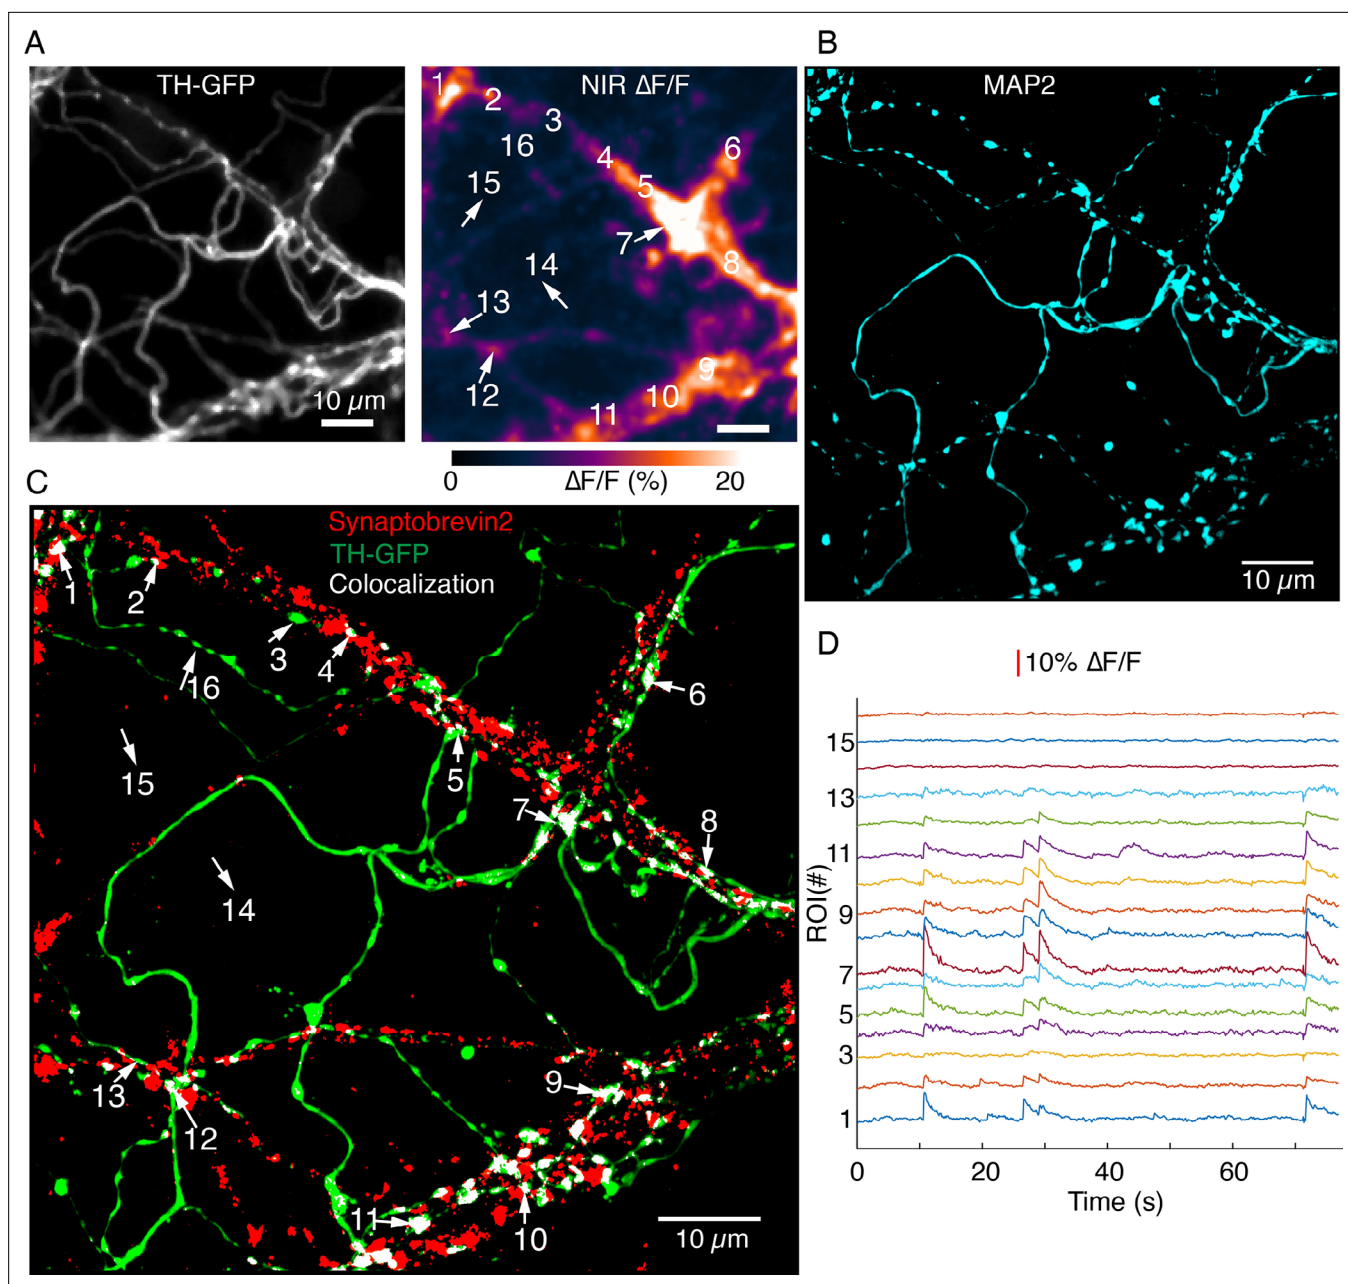 A
B
TH-GFP
NIR ΔF/F
MAP2
1
2
3
16
4
6
15
5
7
8
14
13
9
12
10
11
10 µm
0
ΔF/F (%)
20
10 µm
C
Synaptobrevin2
TH-GFP
Colocalization
1
2
3
4
16
6
5
15
7
8
14
9
13
12
11
10
10 µm
D
10% ΔF/F
ROI(#)
15
13
11
9
7
5
3
1
0
20
40
60
Time (s)